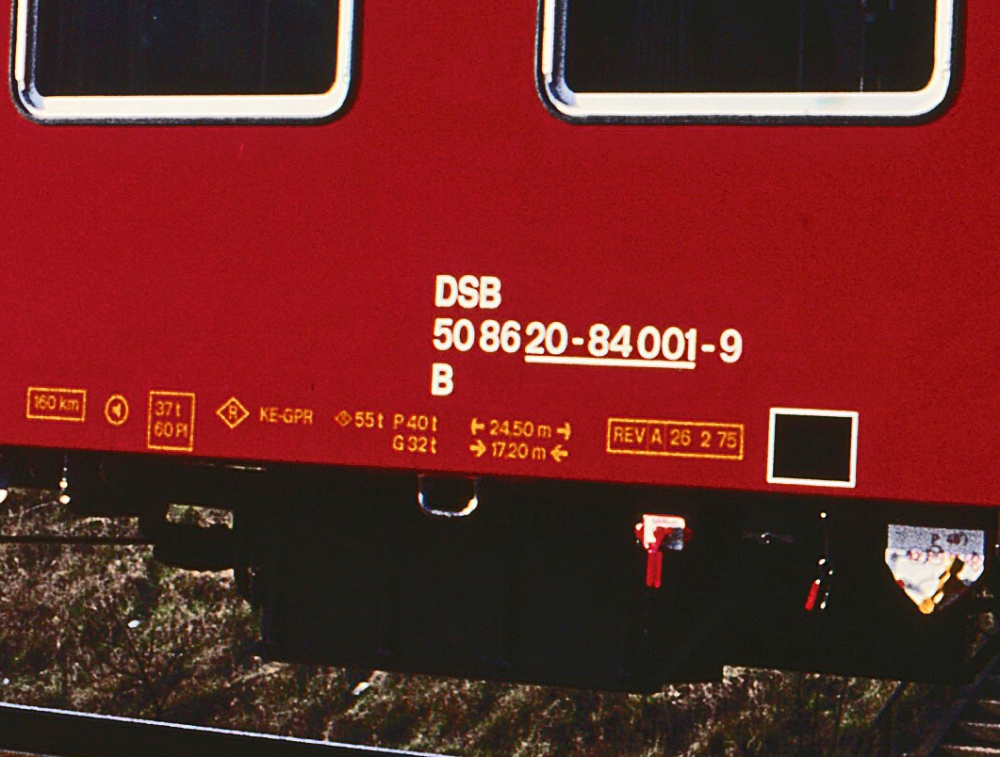 DSB
50 86 20-84 001-9
B
160 km
37 t
60 Pl
R KE-GPR
55 t P 40 t
G 32 t
24,50 m
17,20 m
REV A 26 2 75